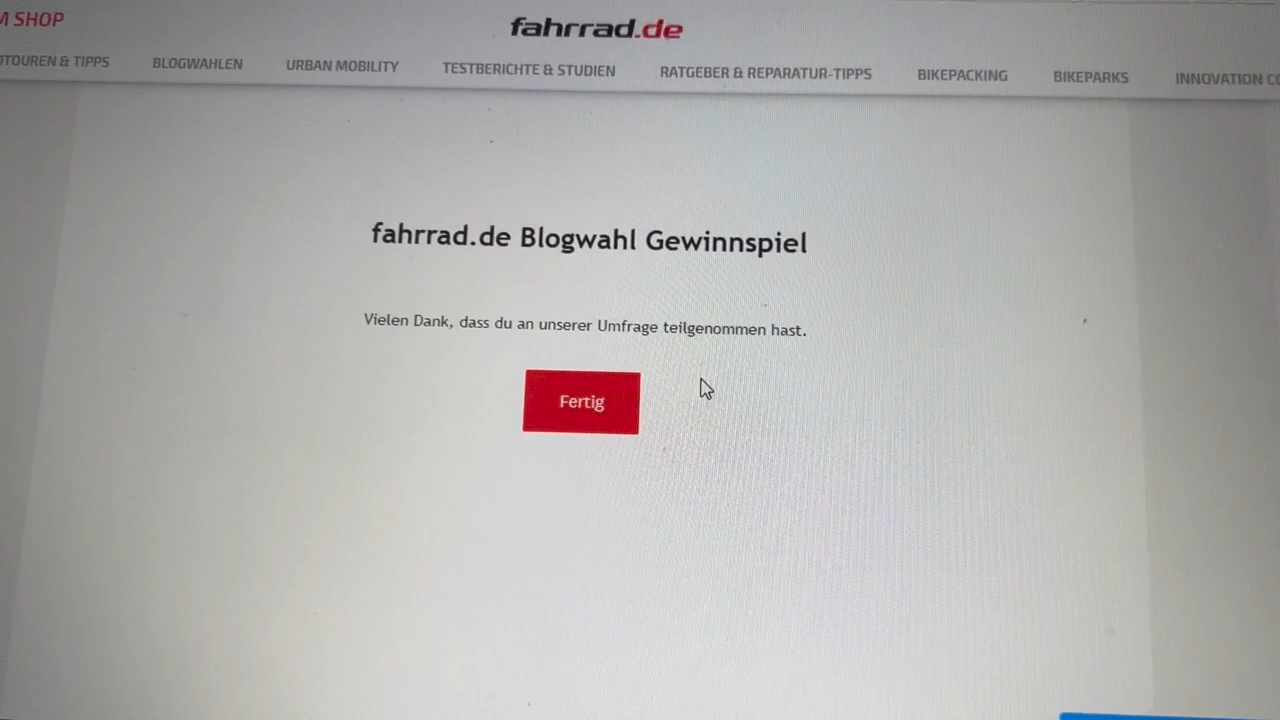 SHOP
fahrrad.de
& TIPPS BLOGWAHLEN URBAN MOBILITY TESTBERICHTE & STUDIEN RATGEBER & REPARATUR-TIPPS BIKEPACKING BIKEPARKS INNOVATION
fahrrad.de Blogwahl Gewinnspiel
Vielen Dank, dass du an unserer Umfrage teilgenommen hast.
Fertig